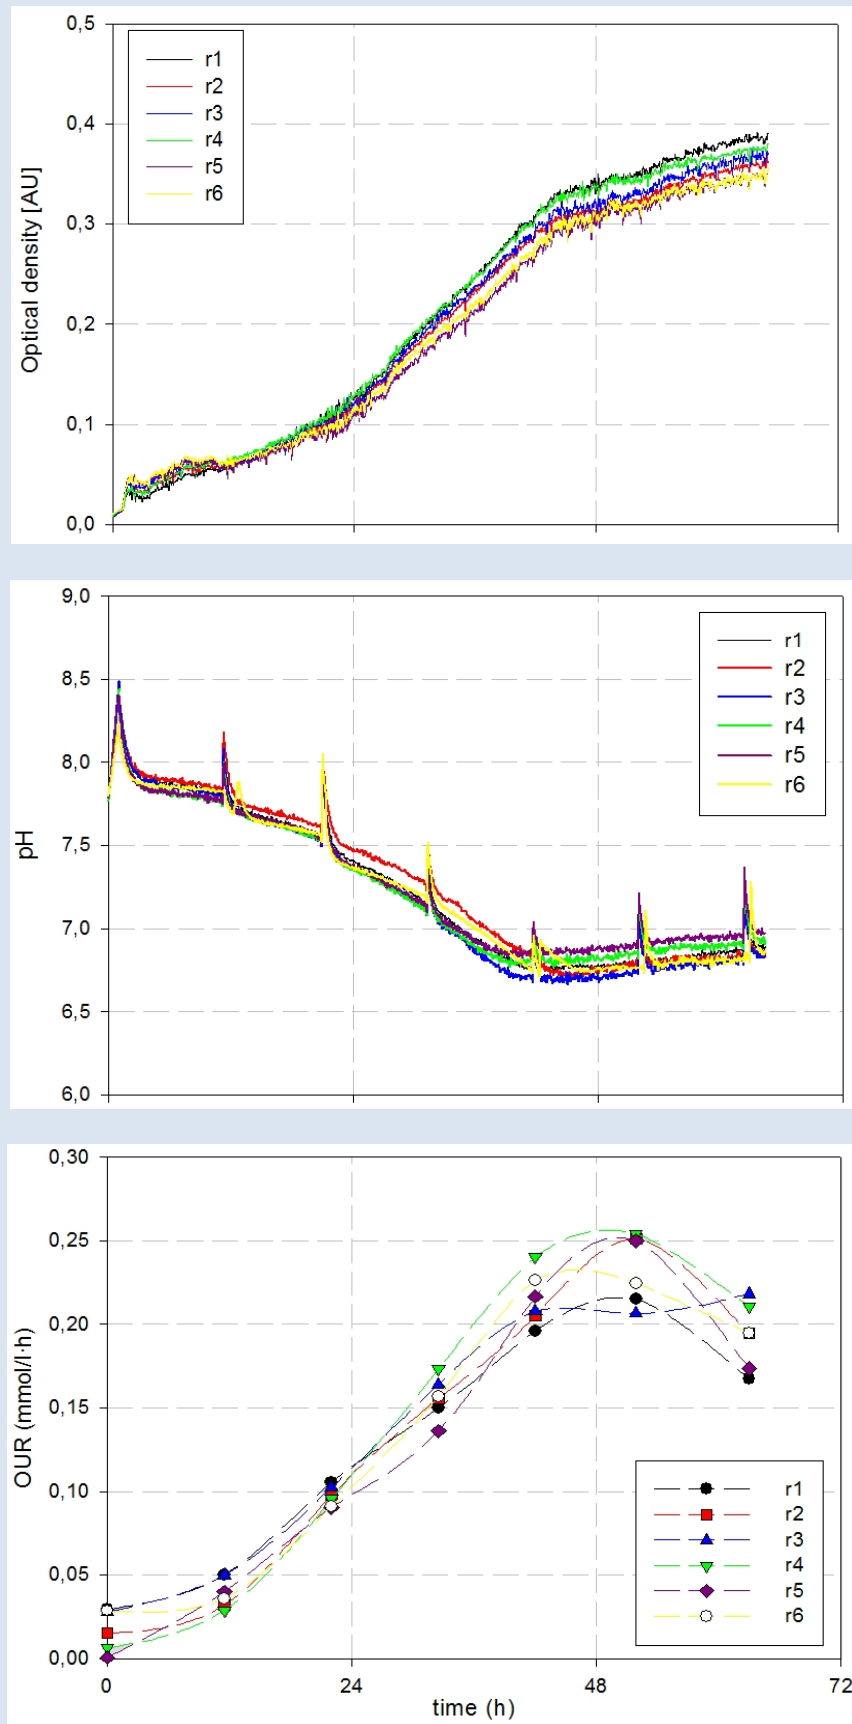 0,5
0,4
0,3
0,2
0,1
0,0
Optical density [AU]
r1
r2
r3
r4
r5
r6
9,0
8,5
8,0
7,5
7,0
6,5
6,0
pH
r1
r2
r3
r4
r5
r6
0,30
0,25
0,20
0,15
0,10
0,05
0,00
OUR (mmol/l·h)
r1
r2
r3
r4
r5
r6
0 24 48 72
time (h)